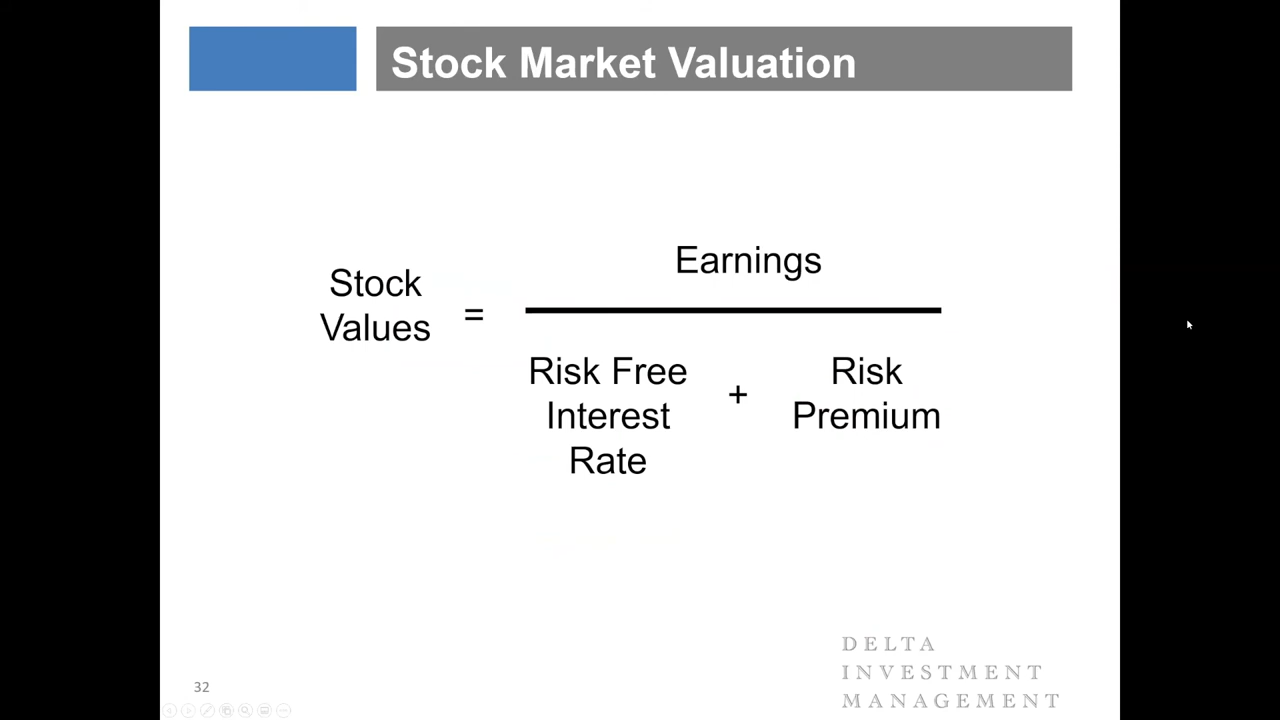 Stock Market Valuation
Stock
Values
=
Earnings
Risk Free
Interest
Rate
+
Risk
Premium
32
DELTA
INVESTMENT
MANAGEMENT